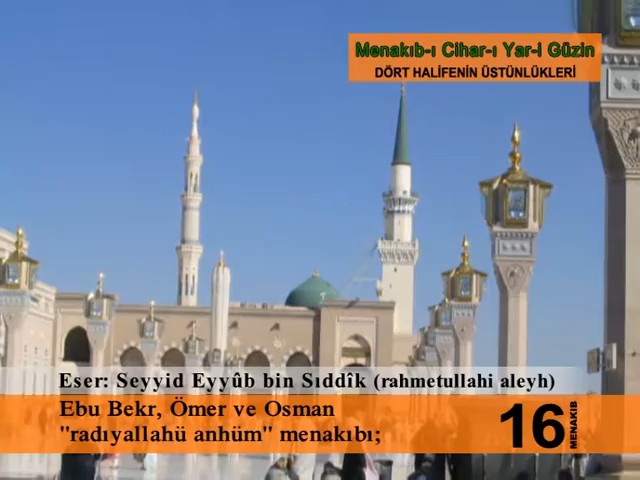 Menakıb-ı Cihar-ı Yar-i Güzin
DÖRT HALİFENİN ÜSTÜNLÜKLERİ
Eser: Seyyid Eyyûb bin Sıddîk (rahmetullahi aleyh)
Ebu Bekr, Ömer ve Osman
"radıyallahü anhüm" menakıbı;
16
MENAKIB